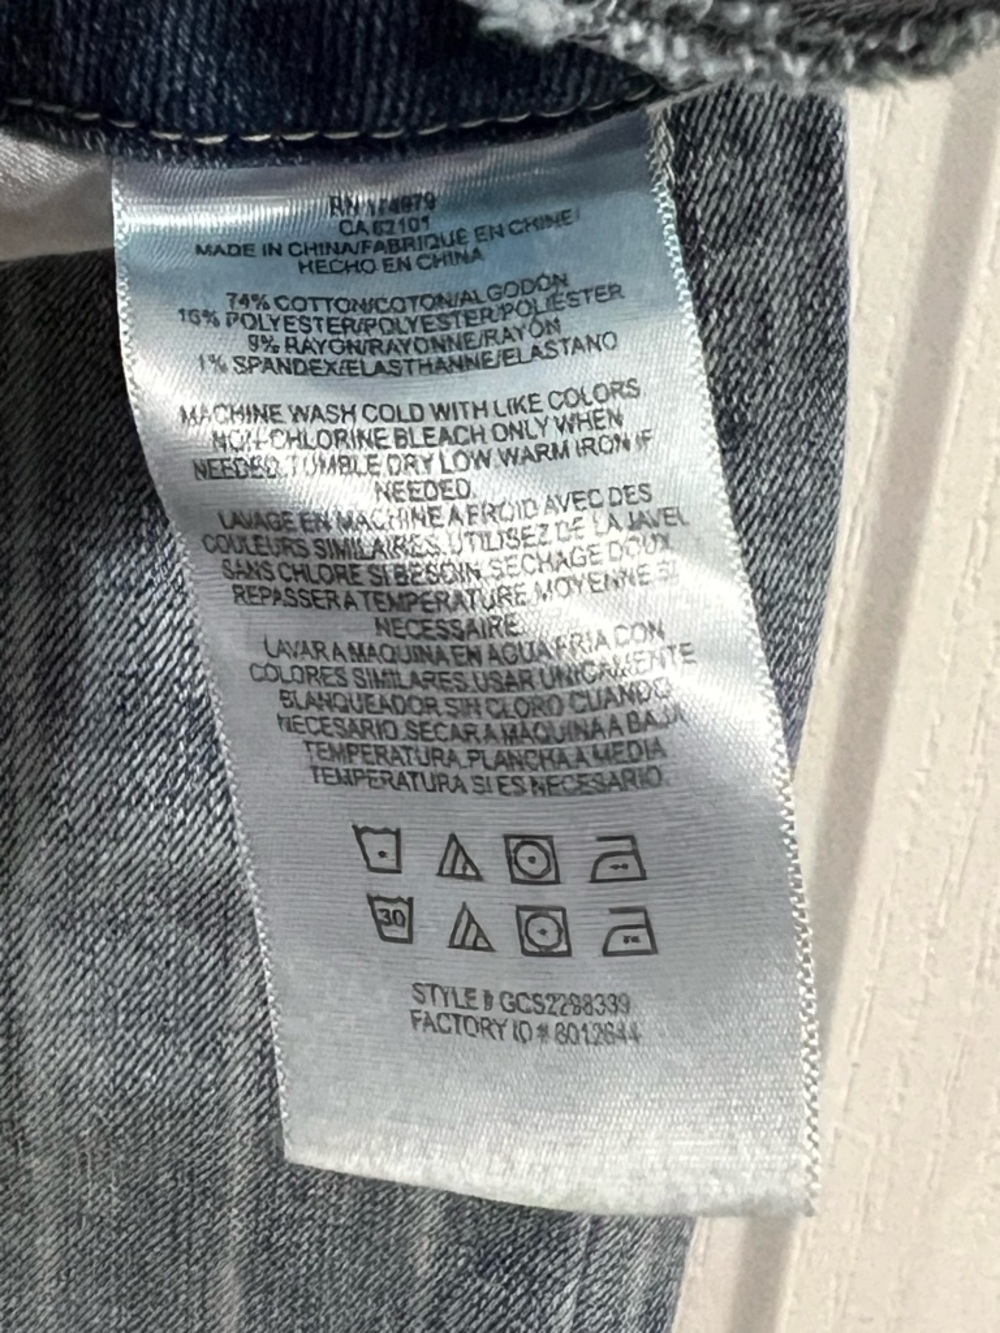 CA 62101
MADE IN CHINA/FABRIQUÉ EN CHINE/
HECHO EN CHINA
74% COTTON/COTON/ALGODÓN
16% POLYESTER/POLYESTER/POLIÉSTER
9% RAYON/RAYONNE/RAYÓN
1% SPANDEX/ELASTHANNE/ELASTANO
MACHINE WASH COLD WITH LIKE COLORS.
NON-CHLORINE BLEACH ONLY WHEN
NEEDED. TUMBLE DRY LOW. WARM IRON IF
NEEDED.
LAVAGE EN MACHINE A FROID AVEC DES
COULEURS SIMILAIRES. UTILISEZ DE LA JAVEL
SANS CHLORE SI BESOIN. SECHAGE DOUX.
REPASSER A TEMPERATURE MOYENNE SI
NECESSAIRE.
LAVAR A MAQUINA EN AGUA FRIA CON
COLORES SIMILARES. USAR UNICAMENTE
BLANQUEADOR SIN CLORO CUANDO
NECESARIO. SECAR A MAQUINA A BAJA
TEMPERATURA. PLANCHA A MEDIA
TEMPERATURA SI ES NECESARIO.
30
STYLE # GCS2298339
FACTORY ID #